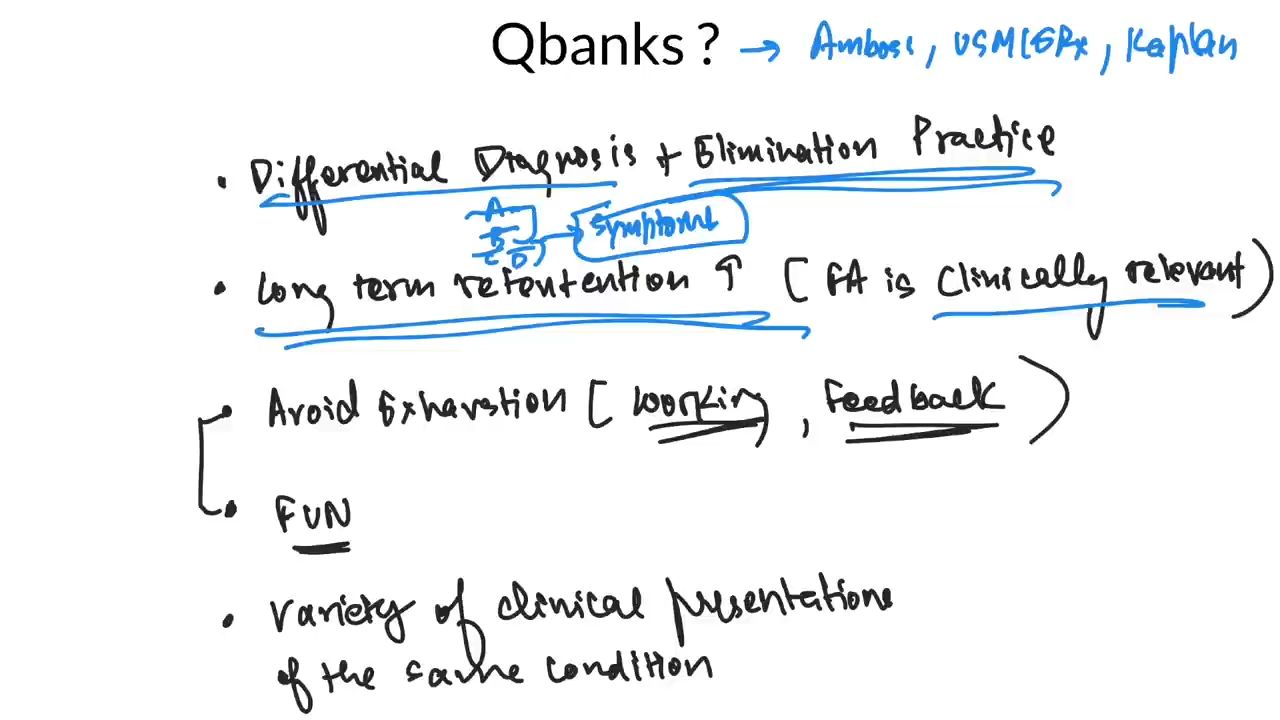 Qbanks ? → Amboss, USMLERx, Kaplan
• Differential Diagnosis + Elimination Practice
A
B
C D → Symptoms
• Long term retentention ↑ [FA is clinically relevant)
• Avoid Exhaustion [working, Feedback)
• FUN
• Variety of clinical presentations
of the same condition